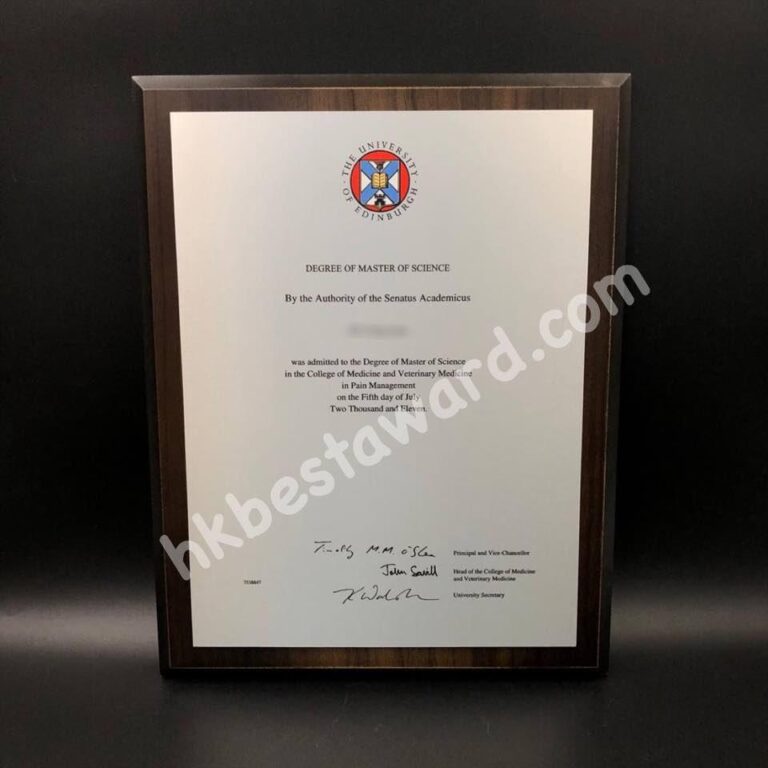 THE UNIVERSITY
OF EDINBURGH
DEGREE OF MASTER OF SCIENCE
By the Authority of the Senatus Academicus
was admitted to the Degree of Master of Science
in the College of Medicine and Veterinary Medicine
in Pain Management
on the Fifth day of July
Two Thousand and Eleven.
hkbestaward.com
Timothy M.M. O'Shea
Principal and Vice-Chancellor
John Savill
Head of the College of Medicine
and Veterinary Medicine
University Secretary